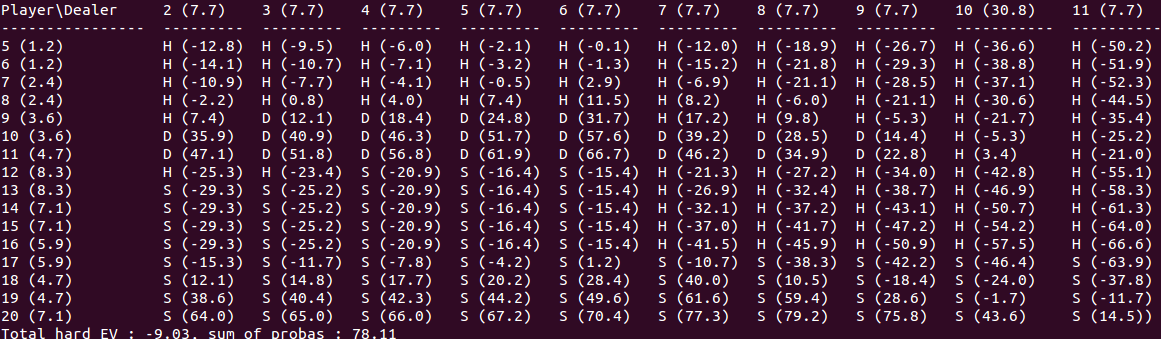 Player\Dealer 2 (7.7) 3 (7.7) 4 (7.7) 5 (7.7) 6 (7.7) 7 (7.7) 8 (7.7) 9 (7.7) 10 (30.8) 11 (7.7)
---------------- --------- --------- --------- --------- --------- --------- --------- --------- ----------- ----------
5 (1.2) H (-12.8) H (-9.5) H (-6.0) H (-2.1) H (-0.1) H (-12.0) H (-18.9) H (-26.7) H (-36.6) H (-50.2)
6 (1.2) H (-14.1) H (-10.7) H (-7.1) H (-3.2) H (-1.3) H (-15.2) H (-21.8) H (-29.3) H (-38.8) H (-51.9)
7 (2.4) H (-10.9) H (-7.7) H (-4.1) H (-0.5) H (2.9) H (-6.9) H (-21.1) H (-28.5) H (-37.1) H (-52.3)
8 (2.4) H (-2.2) H (0.8) H (4.0) H (7.4) H (11.5) H (8.2) H (-6.0) H (-21.1) H (-30.6) H (-44.5)
9 (3.6) H (7.4) D (12.1) D (18.4) D (24.8) D (31.7) H (17.2) H (9.8) H (-5.3) H (-21.7) H (-35.4)
10 (3.6) D (35.9) D (40.9) D (46.3) D (51.7) D (57.6) D (39.2) D (28.5) D (14.4) H (-5.3) H (-25.2)
11 (4.7) D (47.1) D (51.8) D (56.8) D (61.9) D (66.7) D (46.2) D (34.9) D (22.8) H (3.4) H (-21.0)
12 (8.3) H (-25.3) H (-23.4) S (-20.9) S (-16.4) S (-15.4) H (-21.3) H (-27.2) H (-34.0) H (-42.8) H (-55.1)
13 (8.3) S (-29.3) S (-25.2) S (-20.9) S (-16.4) S (-15.4) H (-26.9) H (-32.4) H (-38.7) H (-46.9) H (-58.3)
14 (7.1) S (-29.3) S (-25.2) S (-20.9) S (-16.4) S (-15.4) H (-32.1) H (-37.2) H (-43.1) H (-50.7) H (-61.3)
15 (7.1) S (-29.3) S (-25.2) S (-20.9) S (-16.4) S (-15.4) H (-37.0) H (-41.7) H (-47.2) H (-54.2) H (-64.0)
16 (5.9) S (-29.3) S (-25.2) S (-20.9) S (-16.4) S (-15.4) H (-41.5) H (-45.9) H (-50.9) H (-57.5) H (-66.6)
17 (5.9) S (-15.3) S (-11.7) S (-7.8) S (-4.2) S (1.2) S (-10.7) S (-38.3) S (-42.2) S (-46.4) S (-63.9)
18 (4.7) S (12.1) S (14.8) S (17.7) S (20.2) S (28.4) S (40.0) S (10.5) S (-18.4) S (-24.0) S (-37.8)
19 (4.7) S (38.6) S (40.4) S (42.3) S (44.2) S (49.6) S (61.6) S (59.4) S (28.6) S (-1.7) S (-11.7)
20 (7.1) S (64.0) S (65.0) S (66.0) S (67.2) S (70.4) S (77.3) S (79.2) S (75.8) S (43.6) S (14.5))
Total hard EV : -9.03, sum of probas : 78.11